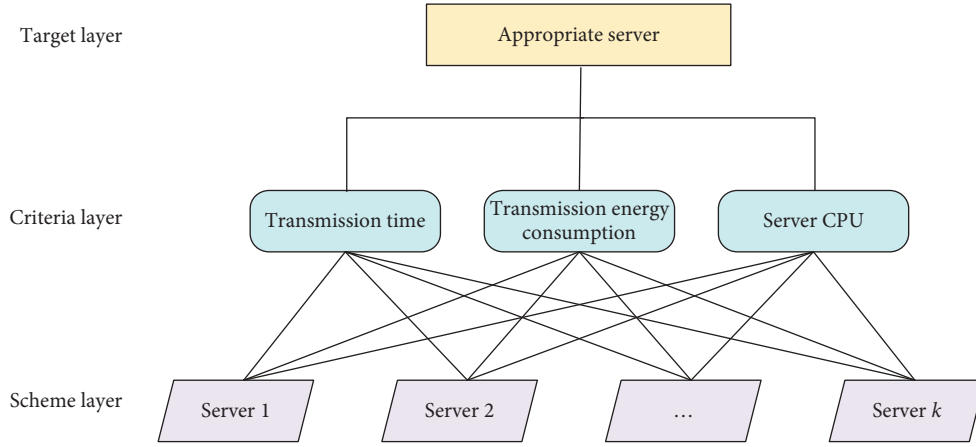 Target layer
Appropriate server
Criteria layer
Transmission time
Transmission energy
consumption
Server CPU
Scheme layer
Server 1
Server 2
...
Server k